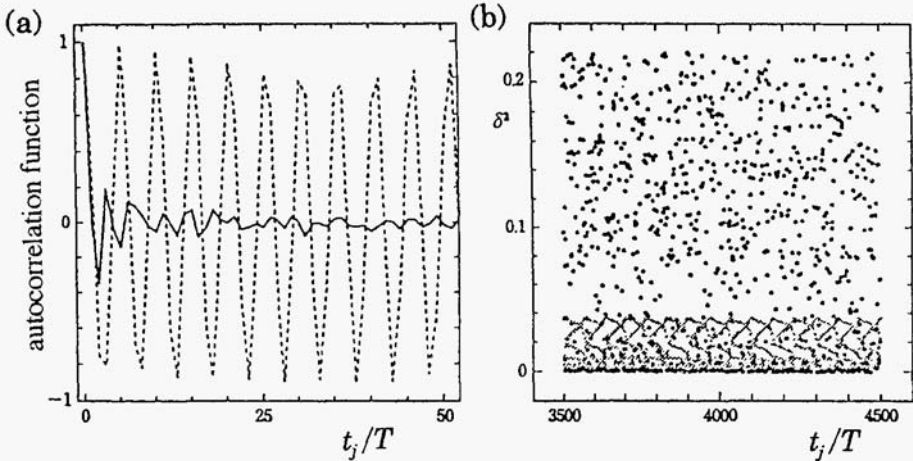 (a)
1
0
−1
autocorrelation function
0
25
50
t_j/T
(b)
0.2
0.1
0
δ²
3500
4000
4500
t_j/T